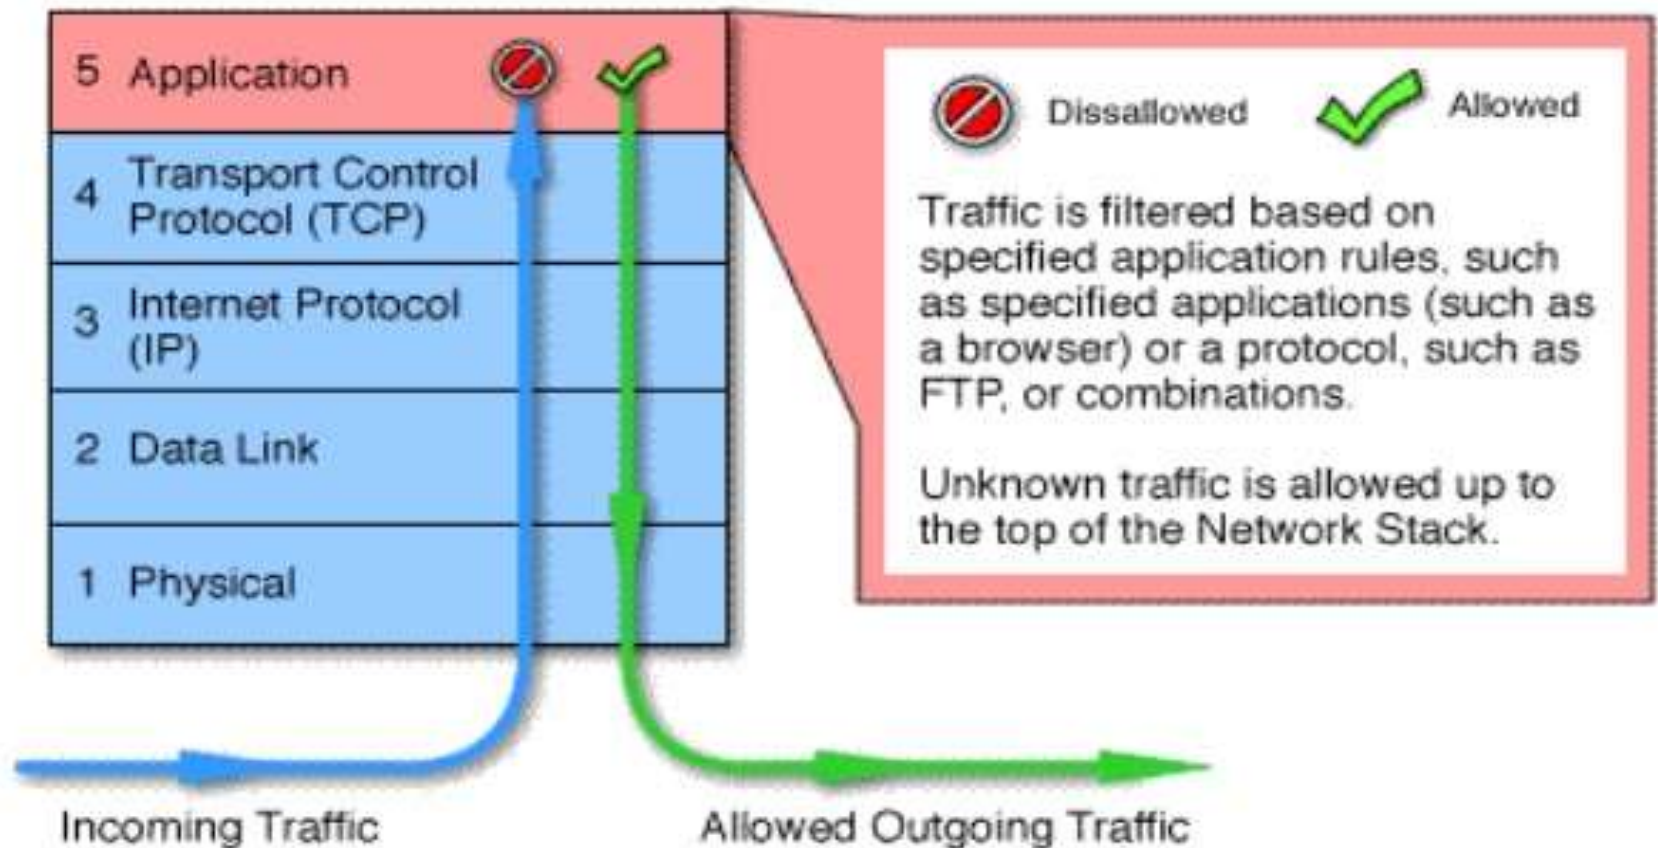 5 Application
4 Transport Control
Protocol (TCP)
3 Internet Protocol
(IP)
2 Data Link
1 Physical
Incoming Traffic
Allowed Outgoing Traffic
Dissallowed
Allowed
Traffic is filtered based on
specified application rules, such
as specified applications (such as
a browser) or a protocol, such as
FTP, or combinations.
Unknown traffic is allowed up to
the top of the Network Stack.